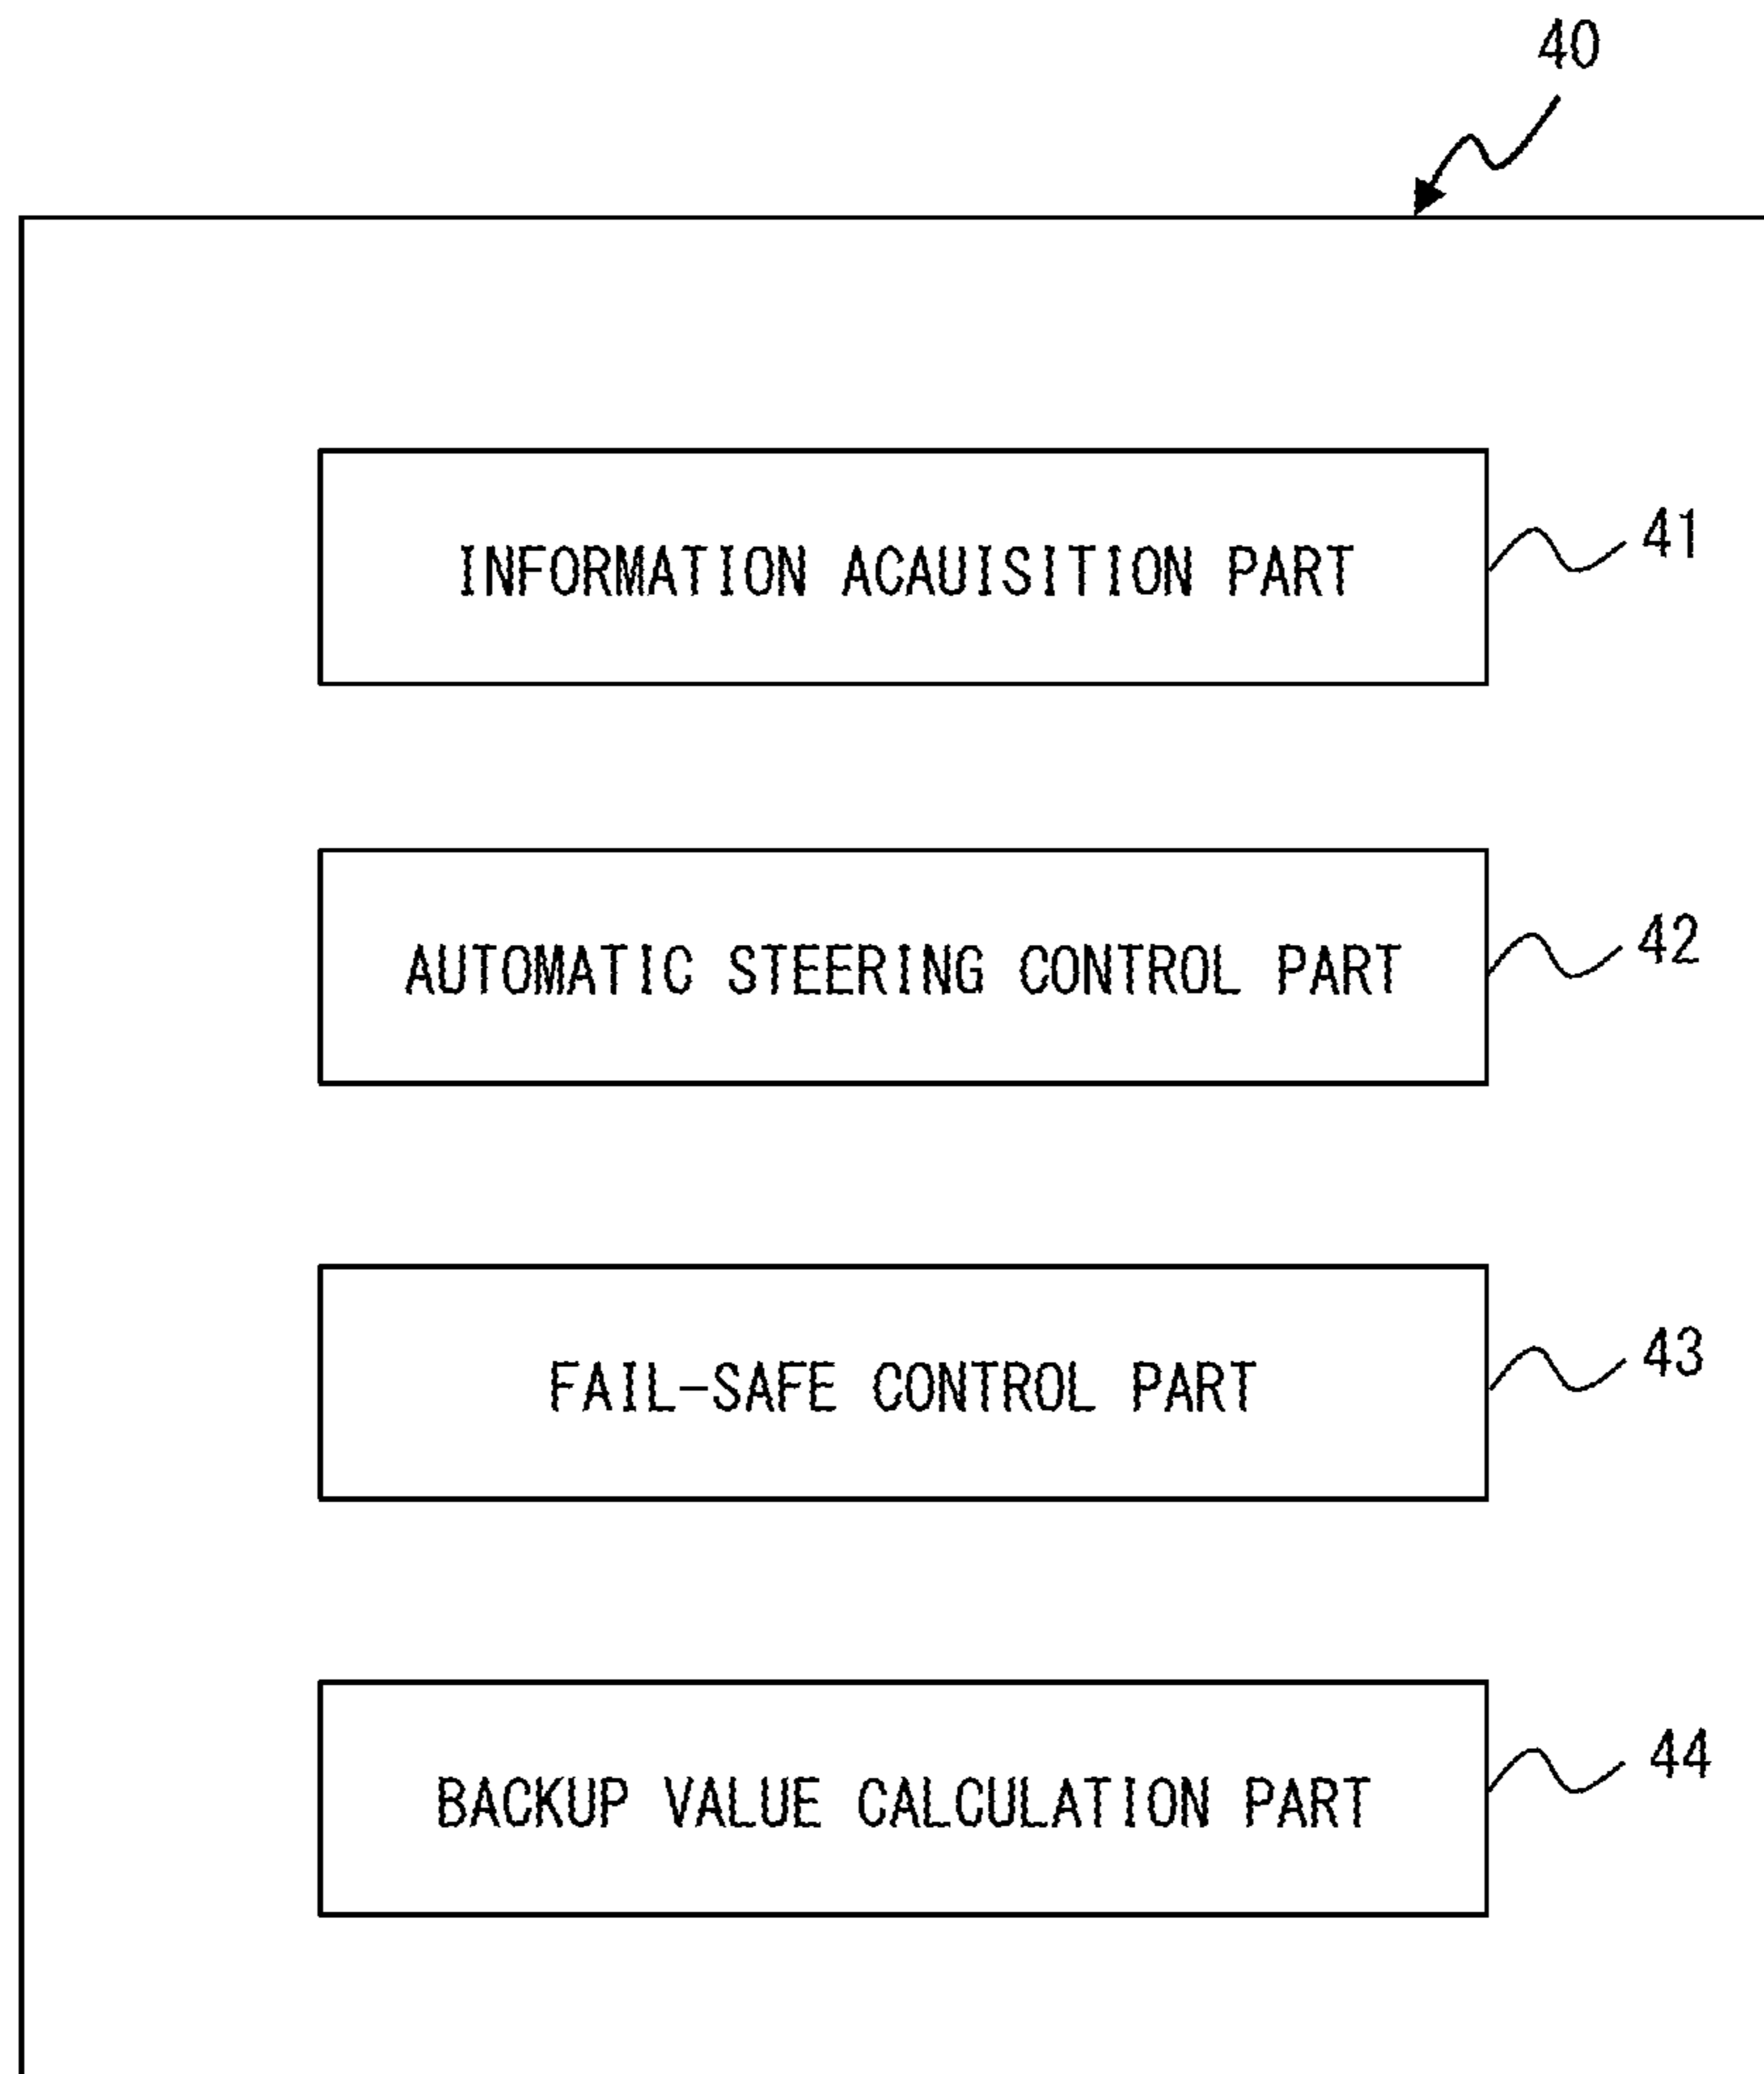 40
INFORMATION ACAUISITION PART
41
AUTOMATIC STEERING CONTROL PART
42
FAIL-SAFE CONTROL PART
43
BACKUP VALUE CALCULATION PART
44